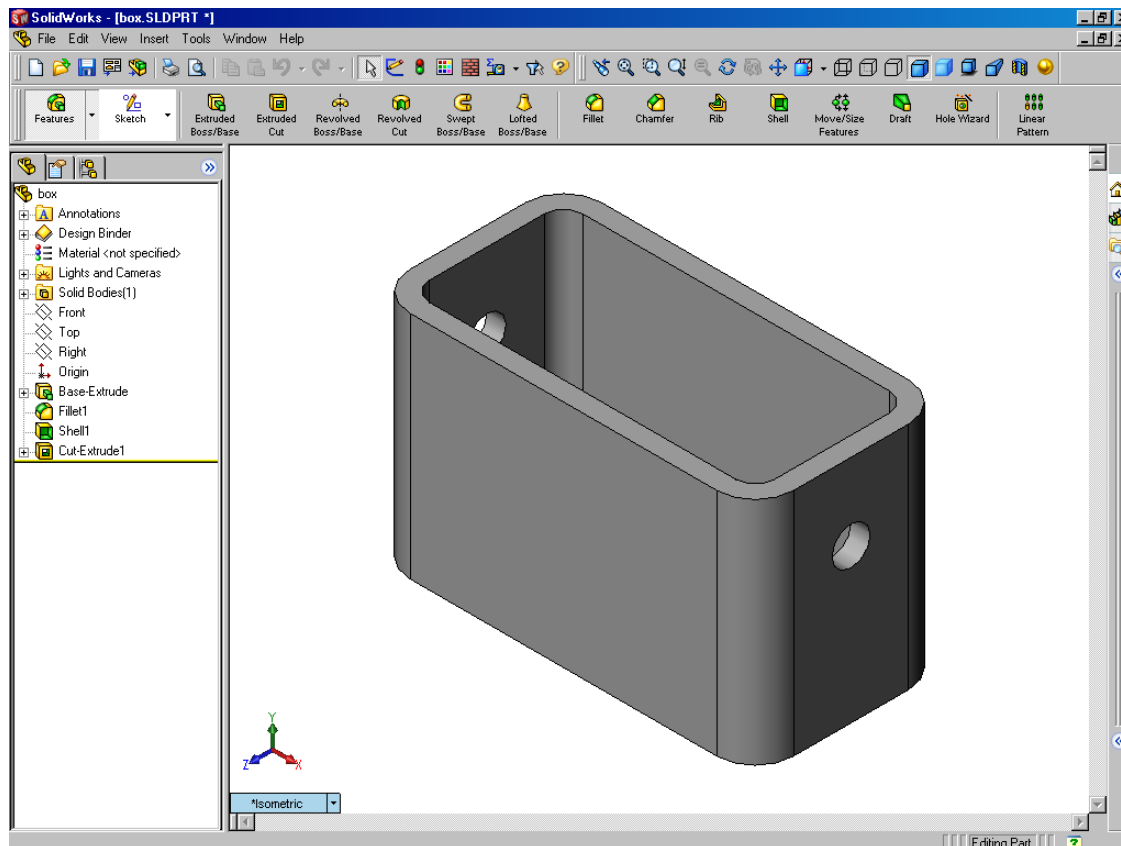 SolidWorks - [box.SLDPRT *]
File Edit View Insert Tools Window Help
Features Sketch Extruded Boss/Base Extruded Cut Revolved Boss/Base Revolved Cut Swept Boss/Base Lofted Boss/Base Fillet Chamfer Rib Shell Move/Size Features Draft Hole Wizard Linear Pattern
box
Annotations
Design Binder
Material <not specified>
Lights and Cameras
Solid Bodies(1)
Front
Top
Right
Origin
Base-Extrude
Fillet1
Shell1
Cut-Extrude1
Y
Z X
*Isometric
Editing Part